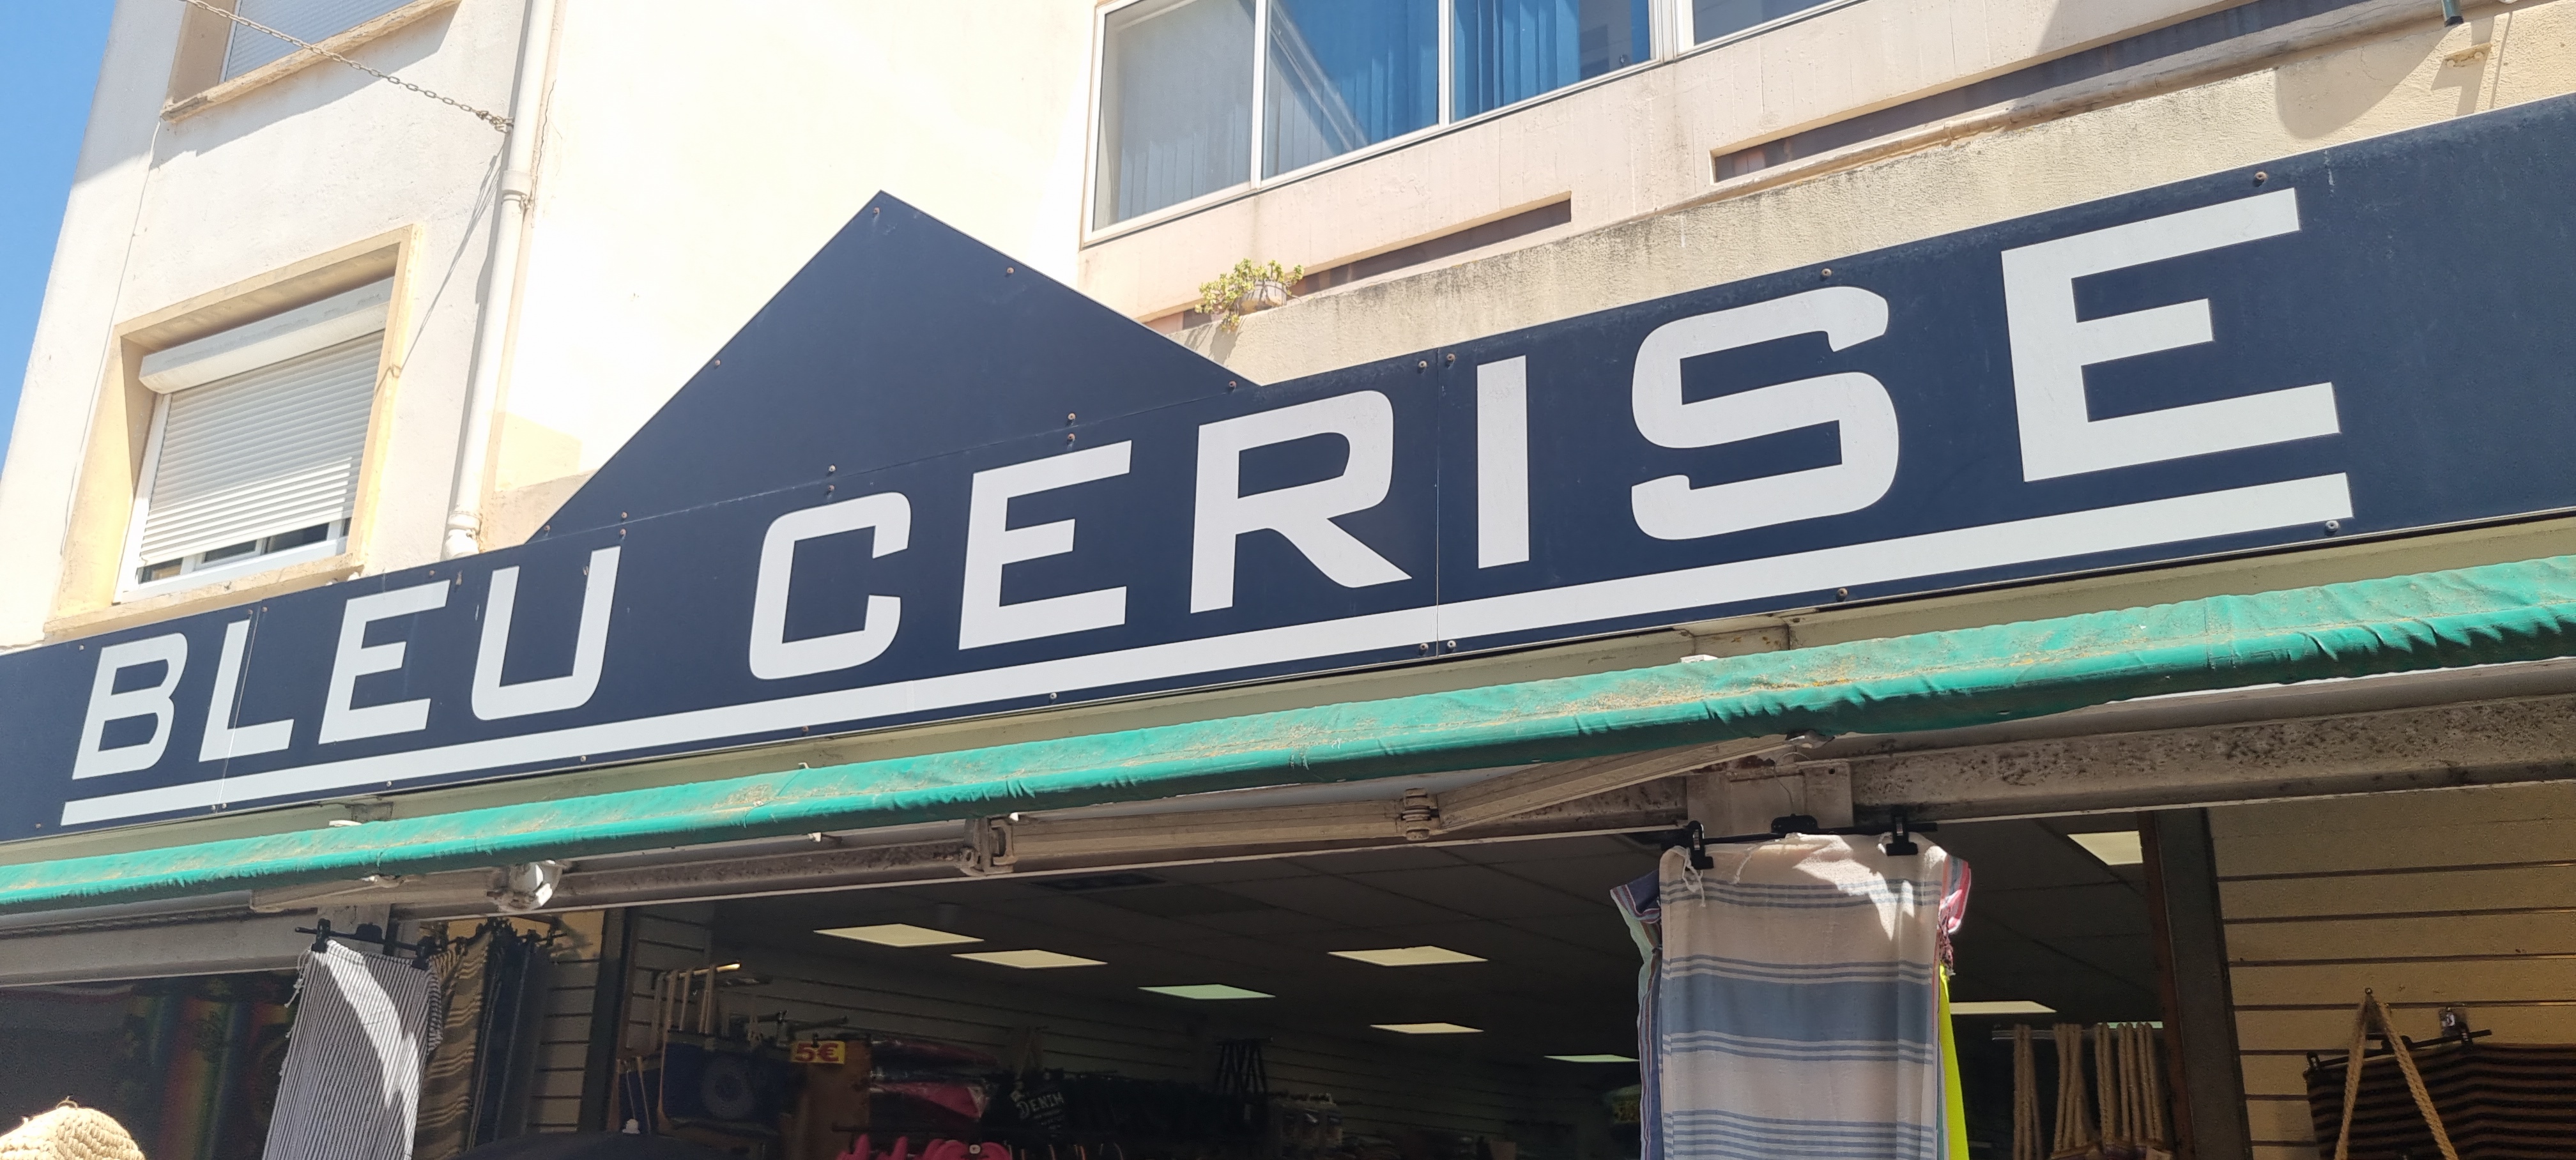 BLEU CERISE
5€
DENIM